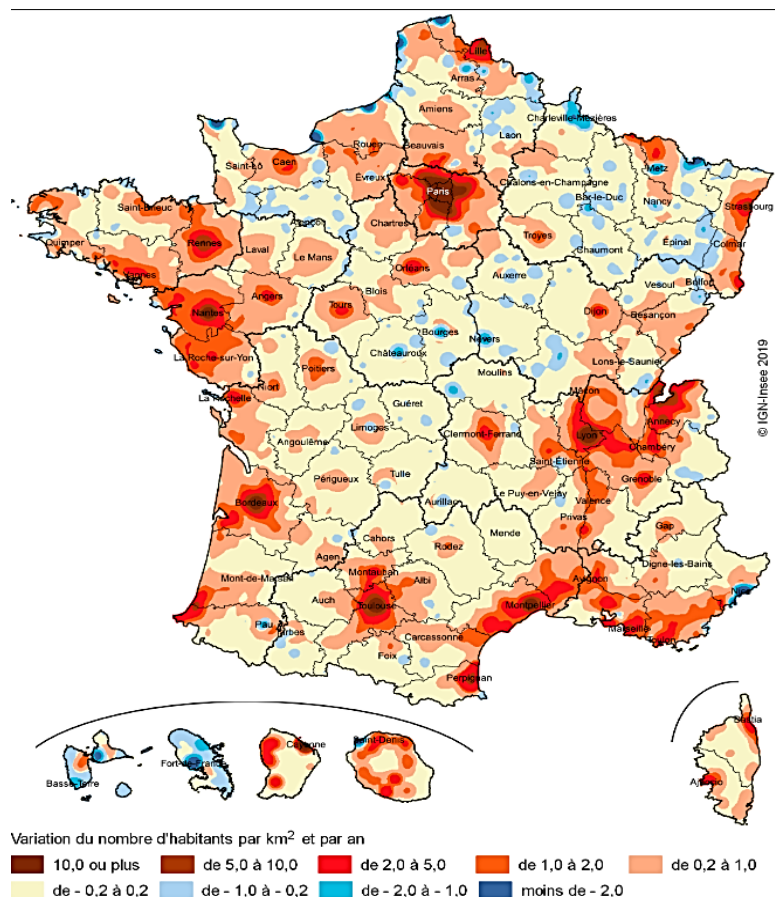 Lille
Arras
Amiens
Charleville-Mézières
Rouen
Beauvais
Laon
Saint-Lô
Caen
Metz
Évreux
Paris
Châlons-en-Champagne
Bar-le-Duc
Nancy
Strasbourg
Saint-Brieuc
Alençon
Chartres
Quimper
Rennes
Laval
Troyes
Épinal
Colmar
Le Mans
Chaumont
Vannes
Orléans
Auxerre
Vesoul
Belfort
Blois
Angers
Nantes
Tours
Dijon
Besançon
Bourges
Nevers
La Roche-sur-Yon
Châteauroux
Lons-le-Saunier
Poitiers
Moulins
Niort
Mâcon
La Rochelle
Guéret
Annecy
Limoges
Clermont-Ferrand
Lyon
Angoulême
Chambéry
Saint-Étienne
Périgueux
Tulle
Grenoble
Le Puy-en-Velay
Aurillac
Valence
Bordeaux
Privas
Gap
Cahors
Rodez
Mende
Agen
Digne-les-Bains
Mont-de-Marsan
Montauban
Albi
Avignon
Auch
Toulouse
Montpellier
Nice
Pau
Tarbes
Carcassonne
Marseille
Toulon
Foix
Perpignan
© IGN-Insee 2019
Bastia
Ajaccio
Basse-Terre
Fort-de-France
Cayenne
Saint-Denis
Variation du nombre d'habitants par km² et par an
10,0 ou plus de 5,0 à 10,0 de 2,0 à 5,0 de 1,0 à 2,0 de 0,2 à 1,0
de - 0,2 à 0,2 de - 1,0 à - 0,2 de - 2,0 à - 1,0 moins de - 2,0